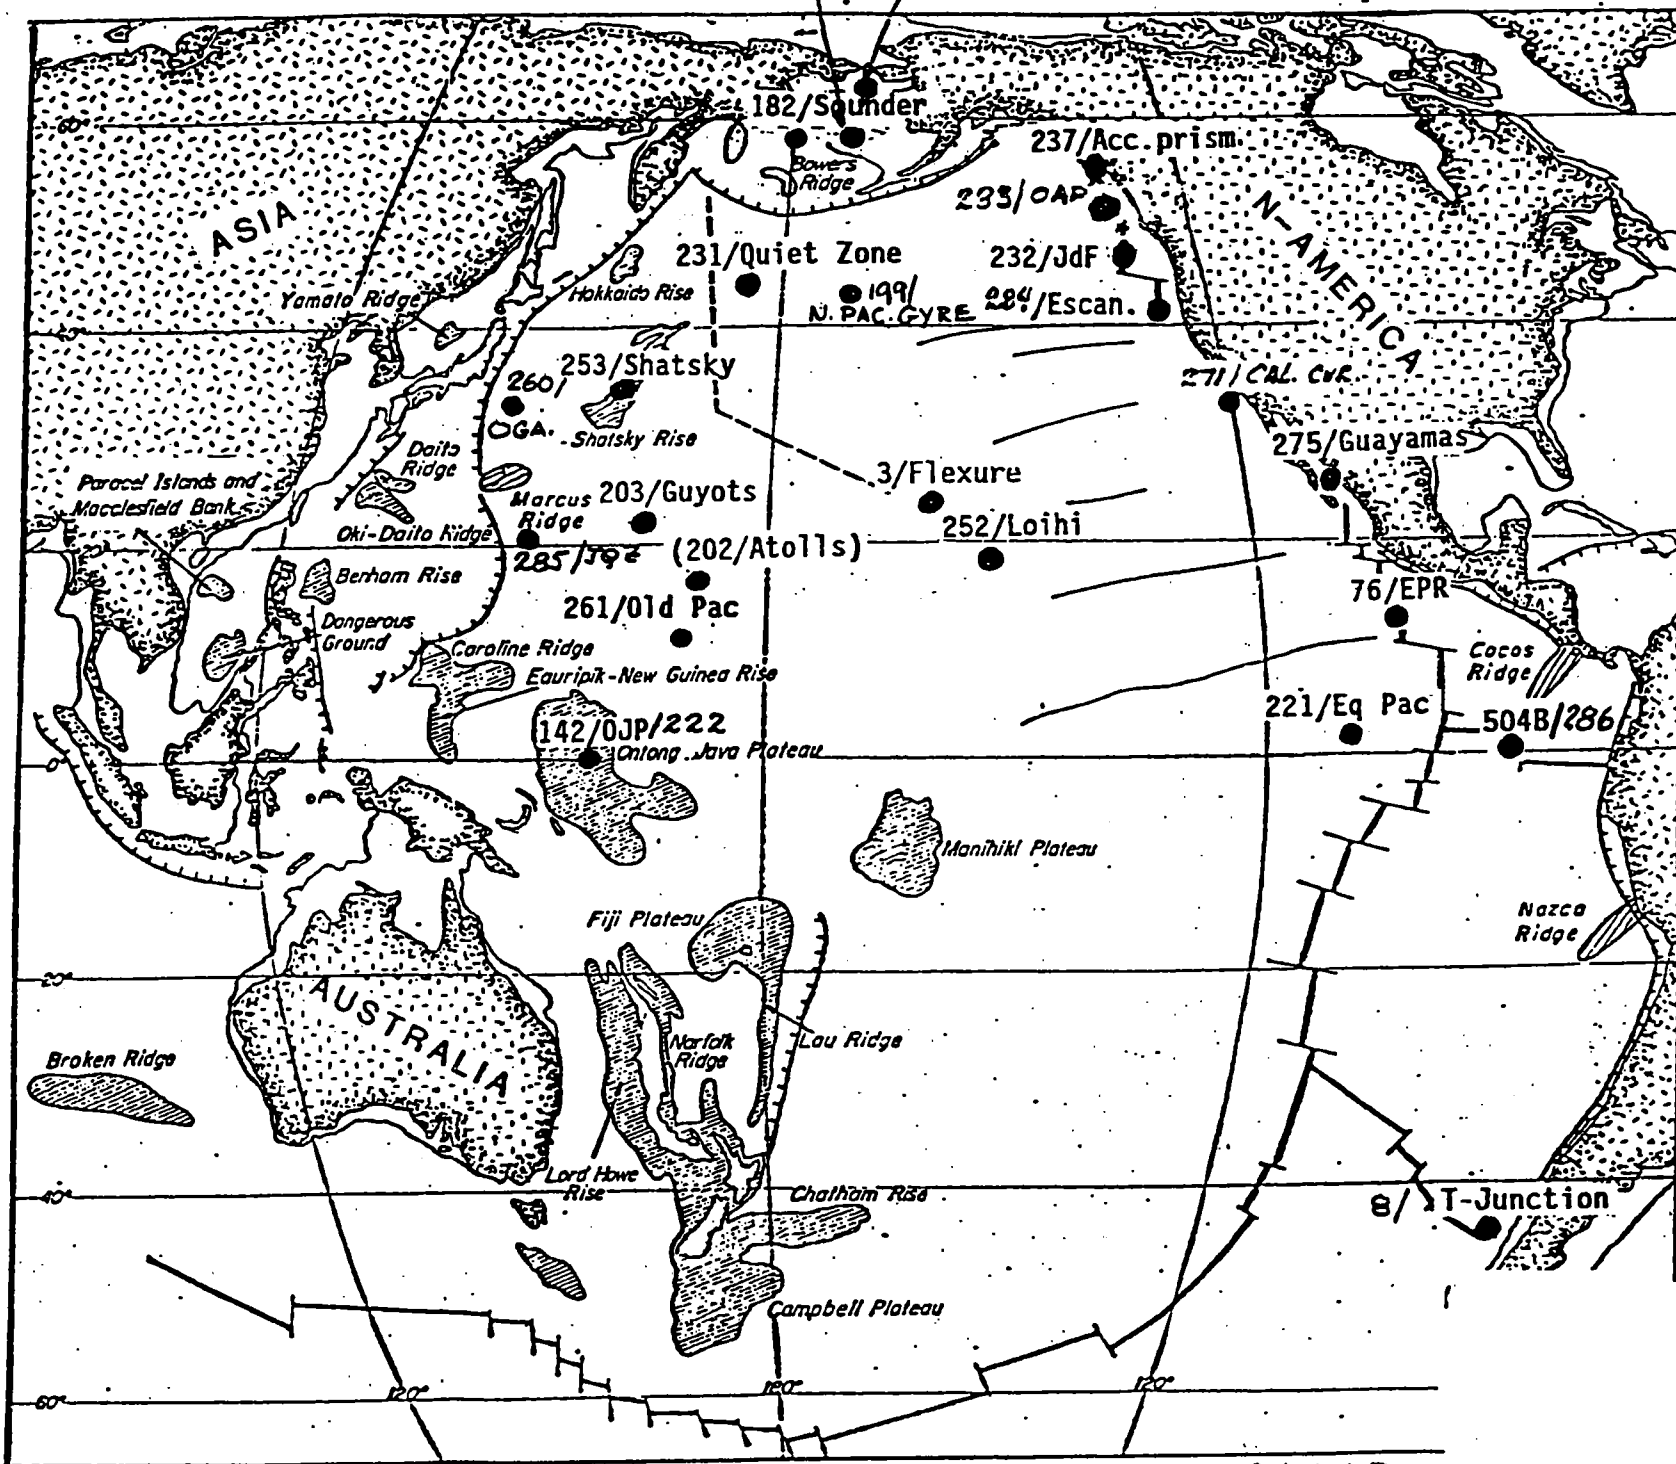 182/Sounder
60°
237/Acc.prism
Bowers
Ridge
233/OAP
ASIA
N-AMERICA
231/Quiet Zone
232/JdF
Yamato Ridge
Hokkaido Rise
199/
N. PAC. GYRE
284/Escan.
253/Shatsky
260/
OGA.
271/CAL. CUR.
Shatsky Rise
Daito
Ridge
275/Guayamas
Paracel Islands and
Macclesfield Bank
3/Flexure
Marcus
Ridge
203/Guyots
Oki-Daito Ridge
252/Loihi
285/JQZ
(202/Atolls)
Benham Rise
76/EPR
261/Old Pac
Dangerous
Ground
Caroline Ridge
Cocos
Ridge
Eauripik-New Guinea Rise
221/Eq Pac
504B/286
142/OJP/222
Ontong Java Plateau
0°
Manihiki Plateau
Fiji Plateau
Nazca
Ridge
20°
AUSTRALIA
Norfolk
Ridge
Lau Ridge
Broken Ridge
Lord Howe
Rise
40°
Chatham Rise
8/ T-Junction
Campbell Plateau
60°
120°
180°
120°